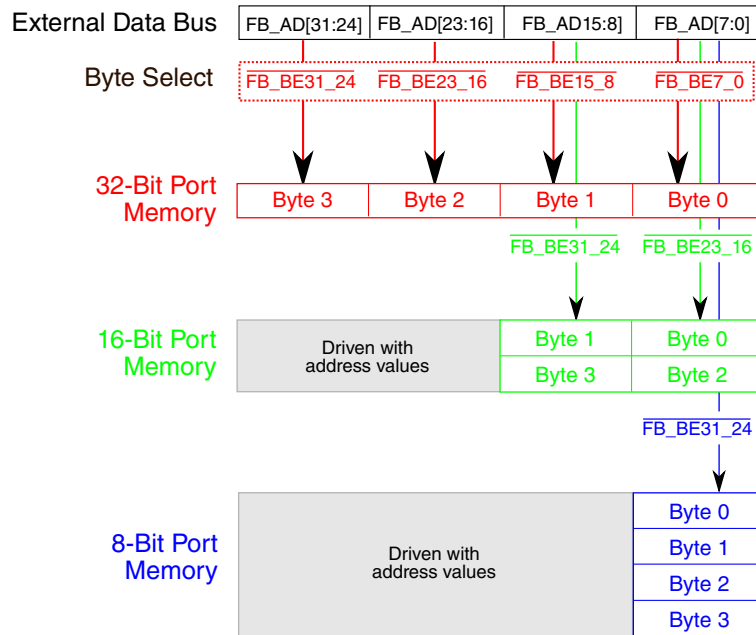 External Data Bus FB_AD[31:24] FB_AD[23:16] FB_AD15:8] FB_AD[7:0]
Byte Select FB_BE31_24 FB_BE23_16 FB_BE15_8 FB_BE7_0
32-Bit Port
Memory
Byte 3 Byte 2 Byte 1 Byte 0
FB_BE31_24 FB_BE23_16
16-Bit Port
Memory
Driven with
address values
Byte 1 Byte 0
Byte 3 Byte 2
FB_BE31_24
8-Bit Port
Memory
Driven with
address values
Byte 0
Byte 1
Byte 2
Byte 3